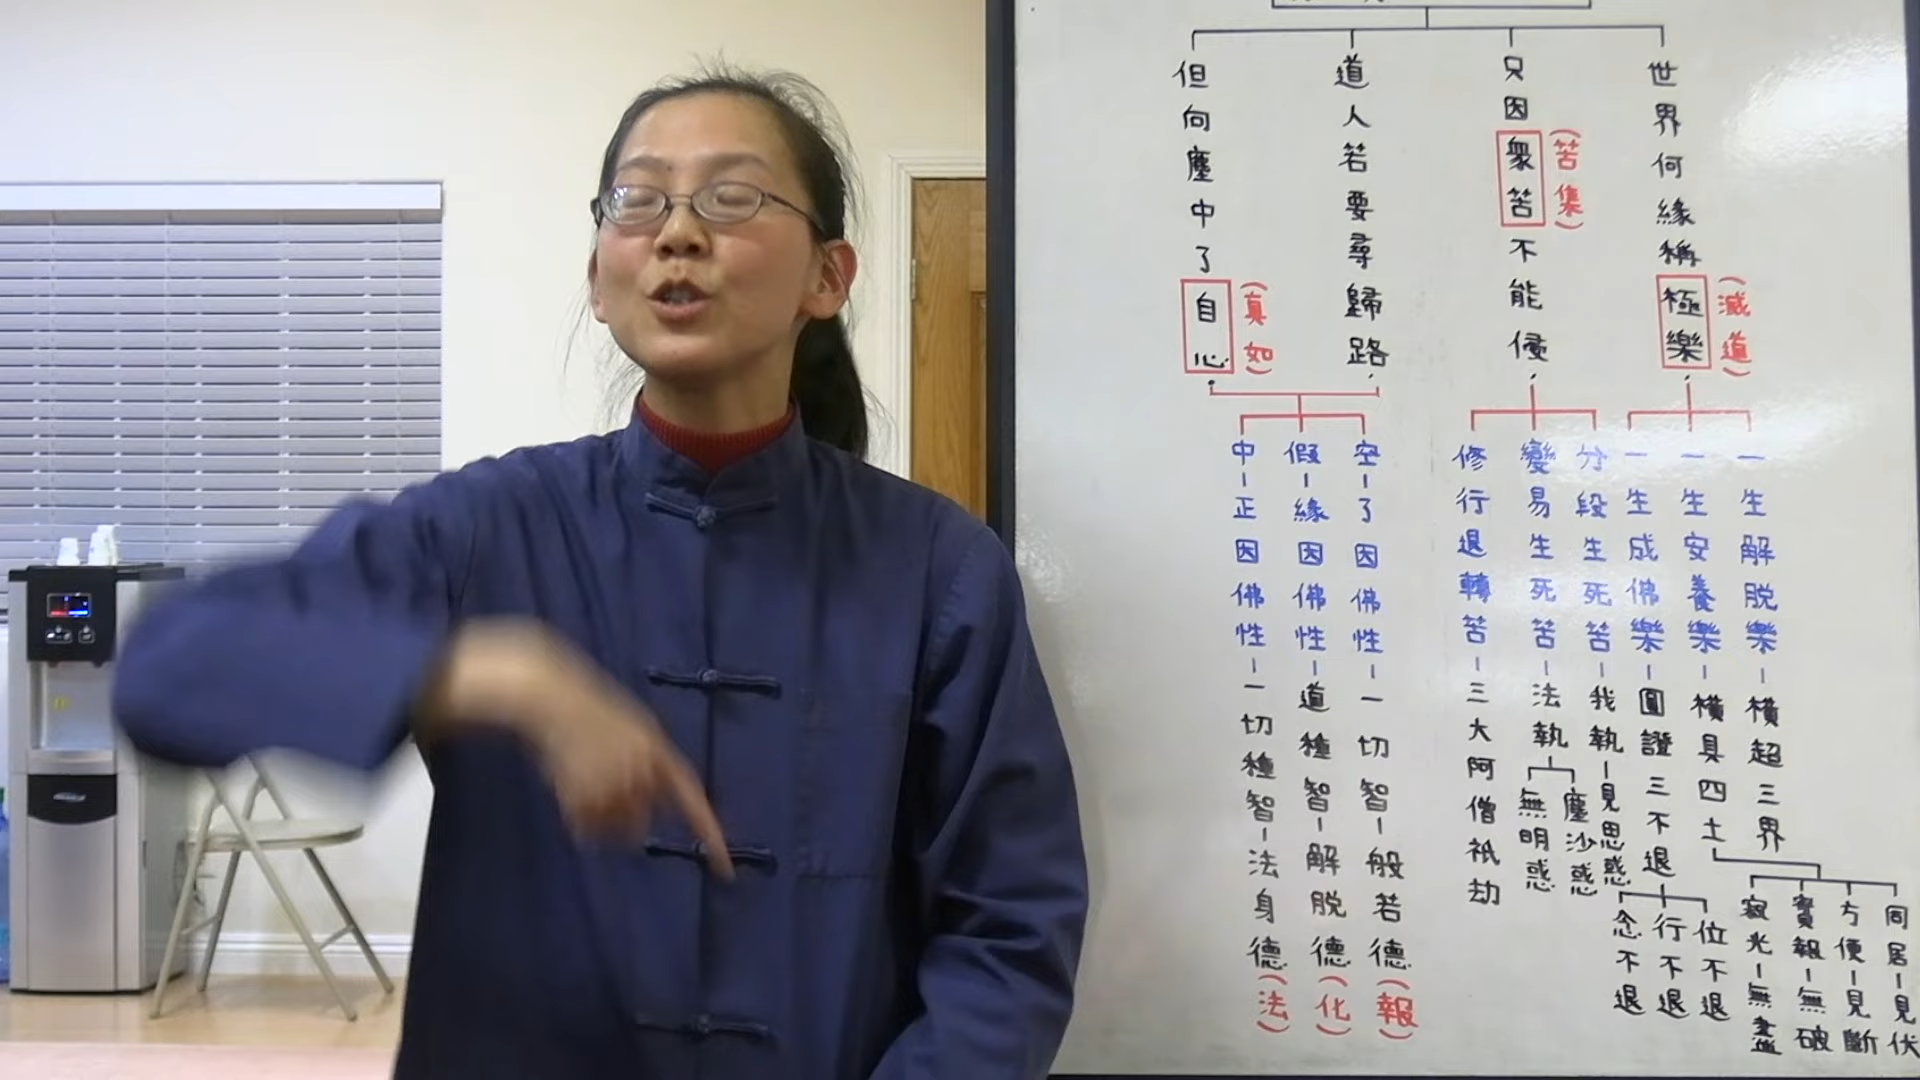 世界何緣稱極樂
(滅道)
只因衆苦不能侵
(苦集)
道人若要尋歸路
但向塵中了自心
(真如)
一生解脫樂－橫超三界
一生安養樂－橫具四土
同居－見伏
方便－見斷
實報－無破
寂光－無盡
一生成佛樂－圓證三不退
位不退
行不退
念不退
分段生死苦－我執－見思惑
變易生死苦－法執
塵沙惑
無明惑
修行退轉苦－三大阿僧祇劫
空－了因佛性－一切智－般若德(報)
假－緣因佛性－道種智－解脫德(化)
中－正因佛性－一切種智－法身德(法)